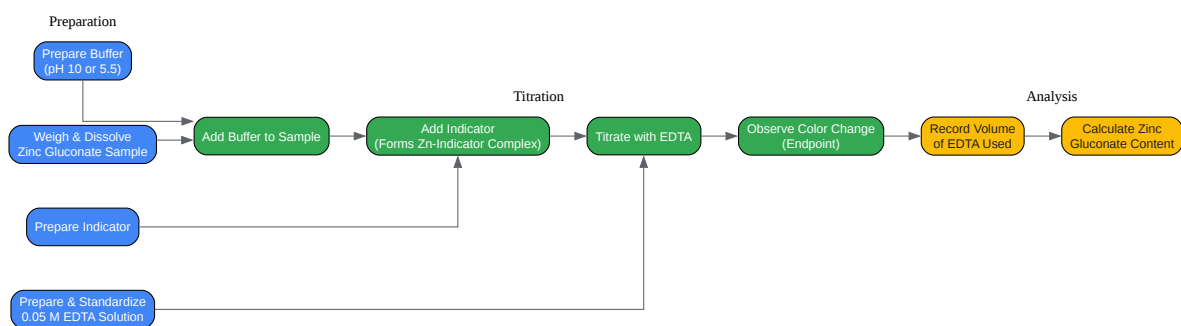 Preparation
Prepare Buffer
(pH 10 or 5.5)
Weigh & Dissolve
Zinc Gluconate Sample
Prepare Indicator
Prepare & Standardize
0.05 M EDTA Solution
Titration
Add Buffer to Sample
Add Indicator
(Forms Zn-Indicator Complex)
Titrate with EDTA
Observe Color Change
(Endpoint)
Analysis
Record Volume
of EDTA Used
Calculate Zinc
Gluconate Content